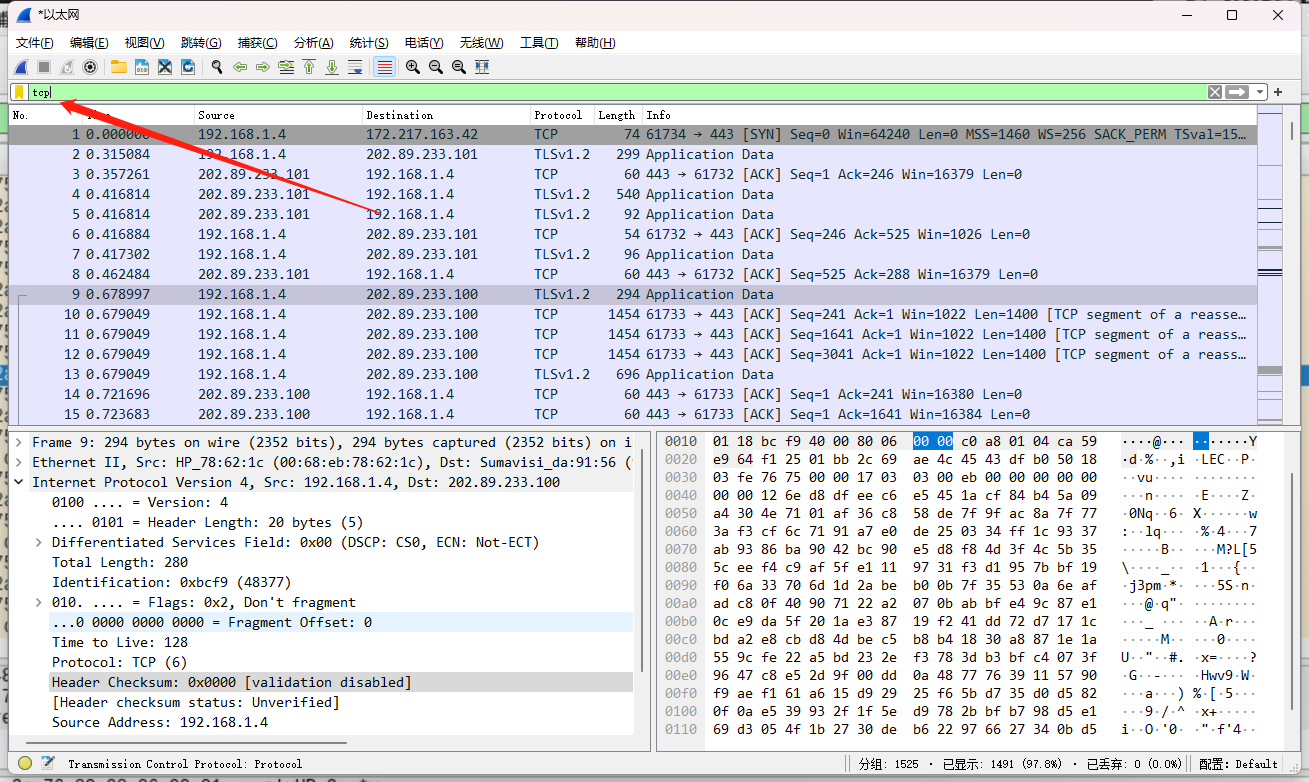 *以太网
文件(F) 编辑(E) 视图(V) 跳转(G) 捕获(C) 分析(A) 统计(S) 电话(Y) 无线(W) 工具(T) 帮助(H)
tcp
No. Source Destination Protocol Length Info
1 0.000000 192.168.1.4 172.217.163.42 TCP 74 61734 → 443 [SYN] Seq=0 Win=64240 Len=0 MSS=1460 WS=256 SACK_PERM TSval=15…
2 0.315084 192.168.1.4 202.89.233.101 TLSv1.2 299 Application Data
3 0.357261 202.89.233.101 192.168.1.4 TCP 60 443 → 61732 [ACK] Seq=1 Ack=246 Win=16379 Len=0
4 0.416814 202.89.233.101 192.168.1.4 TLSv1.2 540 Application Data
5 0.416814 202.89.233.101 192.168.1.4 TLSv1.2 92 Application Data
6 0.416884 192.168.1.4 202.89.233.101 TCP 54 61732 → 443 [ACK] Seq=246 Ack=525 Win=1026 Len=0
7 0.417302 192.168.1.4 202.89.233.101 TLSv1.2 96 Application Data
8 0.462484 202.89.233.101 192.168.1.4 TCP 60 443 → 61732 [ACK] Seq=525 Ack=288 Win=16379 Len=0
9 0.678997 192.168.1.4 202.89.233.100 TLSv1.2 294 Application Data
10 0.679049 192.168.1.4 202.89.233.100 TCP 1454 61733 → 443 [ACK] Seq=241 Ack=1 Win=1022 Len=1400 [TCP segment of a reasse…
11 0.679049 192.168.1.4 202.89.233.100 TCP 1454 61733 → 443 [ACK] Seq=1641 Ack=1 Win=1022 Len=1400 [TCP segment of a reass…
12 0.679049 192.168.1.4 202.89.233.100 TCP 1454 61733 → 443 [ACK] Seq=3041 Ack=1 Win=1022 Len=1400 [TCP segment of a reass…
13 0.679049 192.168.1.4 202.89.233.100 TLSv1.2 696 Application Data
14 0.721696 202.89.233.100 192.168.1.4 TCP 60 443 → 61733 [ACK] Seq=1 Ack=241 Win=16380 Len=0
15 0.723683 202.89.233.100 192.168.1.4 TCP 60 443 → 61733 [ACK] Seq=1 Ack=1641 Win=16384 Len=0
Frame 9: 294 bytes on wire (2352 bits), 294 bytes captured (2352 bits) on i
Ethernet II, Src: HP_78:62:1c (00:68:eb:78:62:1c), Dst: Sumavisi_da:91:56 (
Internet Protocol Version 4, Src: 192.168.1.4, Dst: 202.89.233.100
0100 .... = Version: 4
.... 0101 = Header Length: 20 bytes (5)
Differentiated Services Field: 0x00 (DSCP: CS0, ECN: Not-ECT)
Total Length: 280
Identification: 0xbcf9 (48377)
010. .... = Flags: 0x2, Don't fragment
...0 0000 0000 0000 = Fragment Offset: 0
Time to Live: 128
Protocol: TCP (6)
Header Checksum: 0x0000 [validation disabled]
[Header checksum status: Unverified]
Source Address: 192.168.1.4
0010 01 18 bc f9 40 00 80 06 00 00 c0 a8 01 04 ca 59 ····@··· ·······Y
0020 e9 64 f1 25 01 bb 2c 69 ae 4c 45 43 df b0 50 18 ·d·%··,i ·LEC··P·
0030 03 fe 76 75 00 00 17 03 03 00 eb 00 00 00 00 00 ··vu···· ········
0040 00 00 12 6e d8 df ee c6 e5 45 1a cf 84 b4 5a 09 ···n···· ·E····Z·
0050 a4 30 4e 71 01 af 36 c8 58 de 7f 9f ac 8a 7f 77 ·0Nq··6· X······w
0060 3a f3 cf 6c 71 91 a7 e0 de 25 03 34 ff 1c 93 37 :··lq··· ·%·4···7
0070 ab 93 86 ba 90 42 bc 90 e5 d8 f8 4d 3f 4c 5b 35 ·····B·· ···M?L[5
0080 5c ee f4 c9 af 5f e1 11 97 31 f3 d1 95 7b bf 19 \····_·· ·1···{··
0090 f0 6a 33 70 6d 1d 2a be b0 0b 7f 35 53 0a 6e af ·j3pm·*· ···5S·n·
00a0 ad c8 0f 40 90 71 22 a2 07 0b ab bf e4 9c 87 e1 ···@·q"· ········
00b0 0c e9 da 5f 20 1a e3 87 19 f2 41 dd 72 d7 17 1c ···_ ··· ··A·r···
00c0 bd a2 e8 cb d8 4d be c5 b8 b4 18 30 a8 87 1e 1a ·····M·· ···0····
00d0 55 9c fe 22 a5 bd 23 2e f3 78 3d b3 bf c4 07 3f U··"··#. ·x=····?
00e0 96 47 c8 e5 2d 9f 00 dd 0a 48 77 76 39 11 57 90 ·G··-··· ·Hwv9·W·
00f0 f9 ae f1 61 a6 15 d9 29 25 f6 5b d7 35 d0 d5 82 ···a···) %·[·5···
0100 0f 0a e5 39 93 2f 1f 5e d9 78 2b bf b7 98 d5 e1 ···9·/·^ ·x+·····
0110 69 d3 05 4f 1b 27 30 de b6 22 97 66 27 34 0b d5 i··O·'0· ·"·f'4··
Transmission Control Protocol: Protocol 分组: 1525 · 已显示: 1491 (97.8%) · 已丢弃: 0 (0.0%) 配置: Default